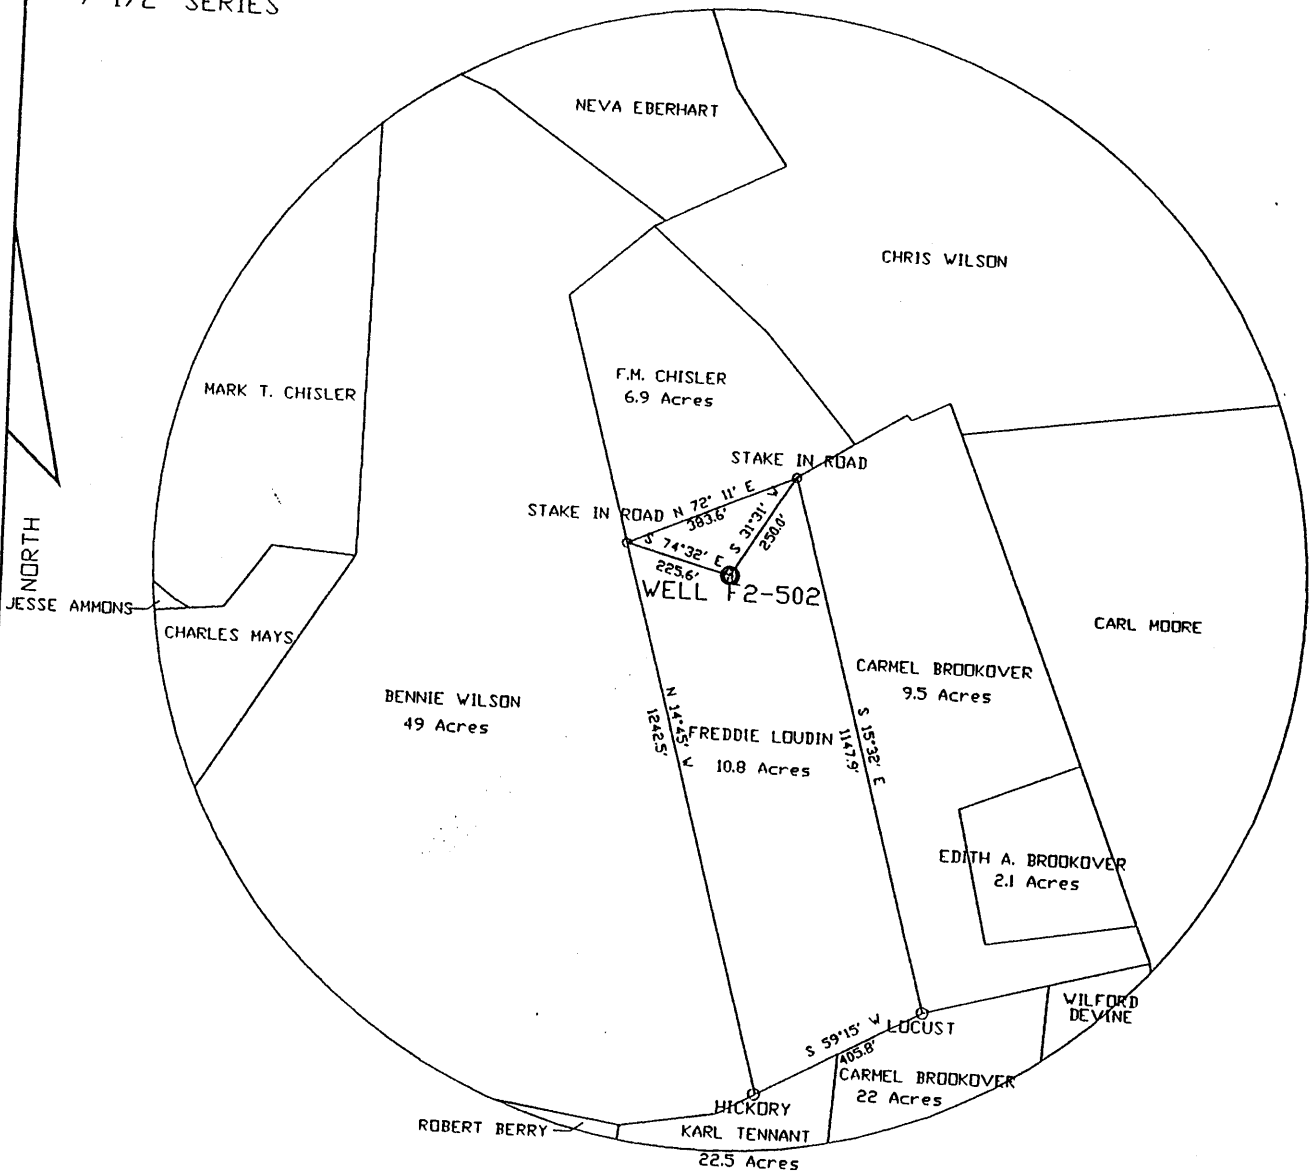 7 1/2' SERIES
NEVA EBERHART
CHRIS WILSON
MARK T. CHISLER
F.M. CHISLER
6.9 Acres
STAKE IN ROAD
STAKE IN ROAD
N 72° 11' E
383.6'
S 31°31' W
250.0'
S 74°32' E
225.6'
WELL F2-502
NORTH
JESSE AMMONS
CHARLES MAYS
CARL MOORE
CARMEL BROOKOVER
9.5 Acres
BENNIE WILSON
49 Acres
N 14°45' W
1242.5'
FREDDIE LOUDIN
10.8 Acres
S 15°32' E
1147.9'
EDITH A. BROOKOVER
2.1 Acres
WILFORD
DEVINE
S 59°15' W
405.8'
LOCUST
CARMEL BROOKOVER
22 Acres
HICKORY
ROBERT BERRY
KARL TENNANT
22.5 Acres